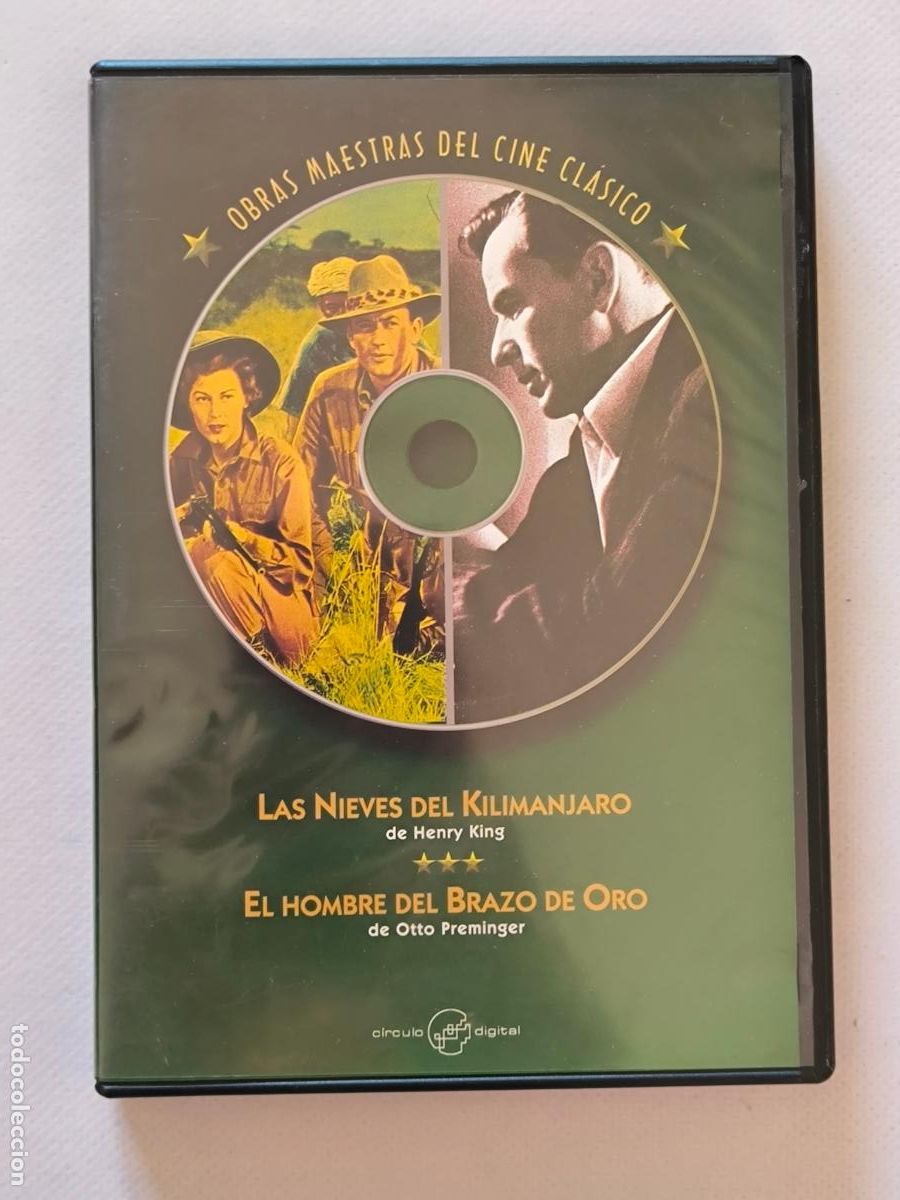 OBRAS MAESTRAS DEL CINE CLÁSICO
LAS NIEVES DEL KILIMANJARO
de Henry King
EL HOMBRE DEL BRAZO DE ORO
de Otto Preminger
círculo digital
todocoleccion